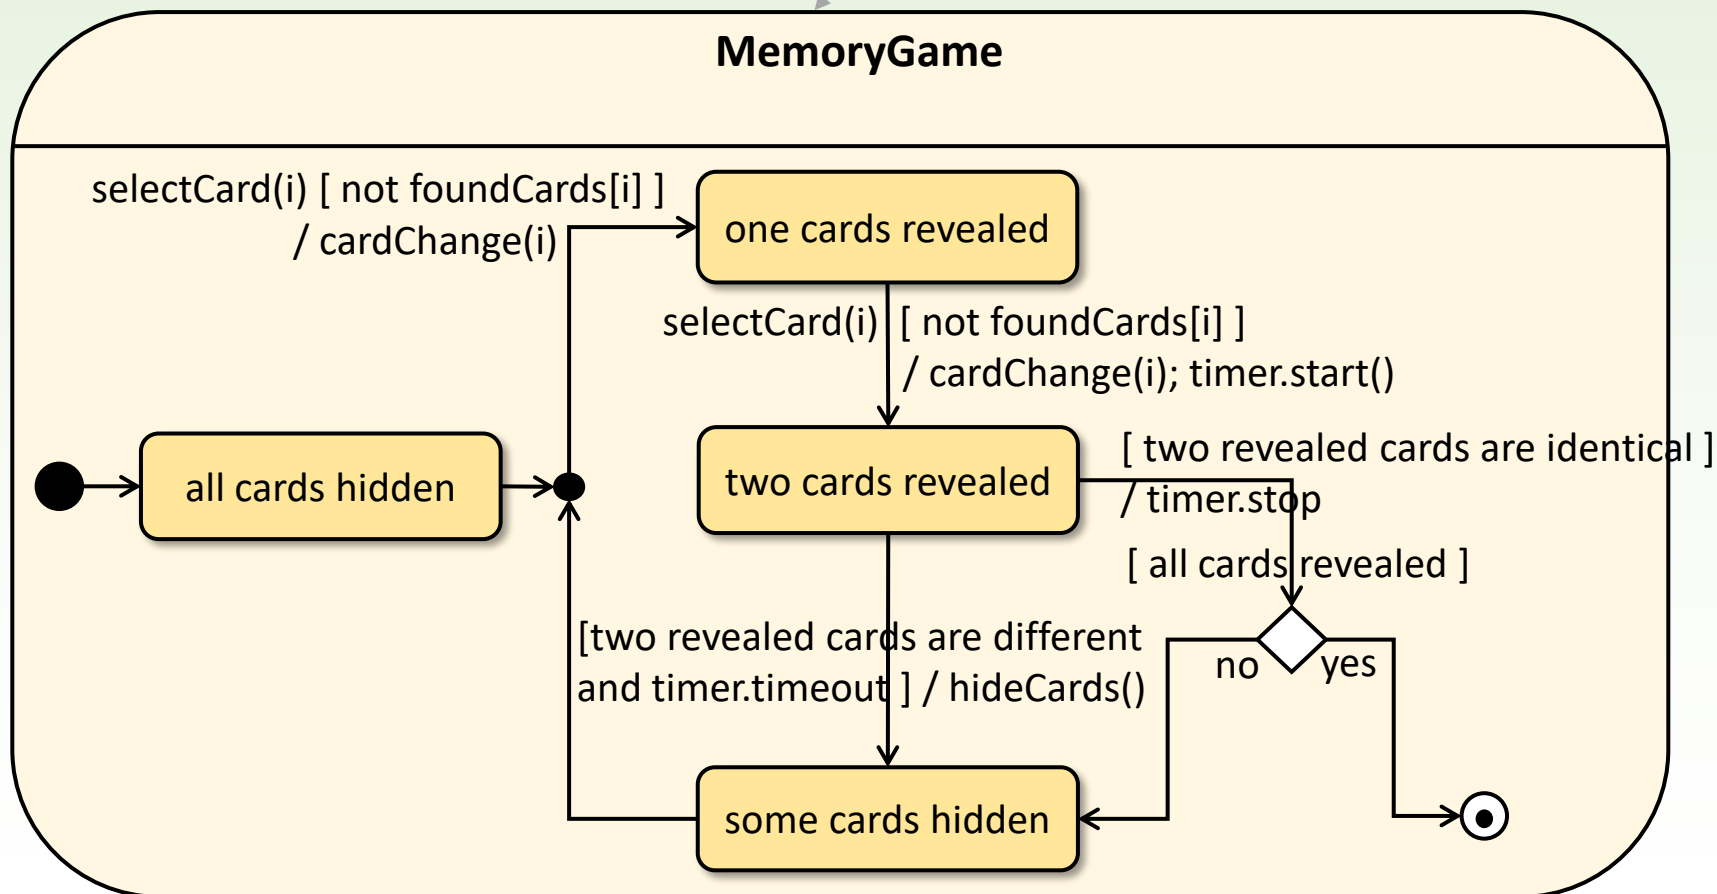 MemoryGame
selectCard(i) [ not foundCards[i] ]
/ cardChange(i)
one cards revealed
selectCard(i) [ not foundCards[i] ]
/ cardChange(i); timer.start()
all cards hidden
two cards revealed
[ two revealed cards are identical ]
/ timer.stop
[ all cards revealed ]
[two revealed cards are different
and timer.timeout ] / hideCards()
no
yes
some cards hidden